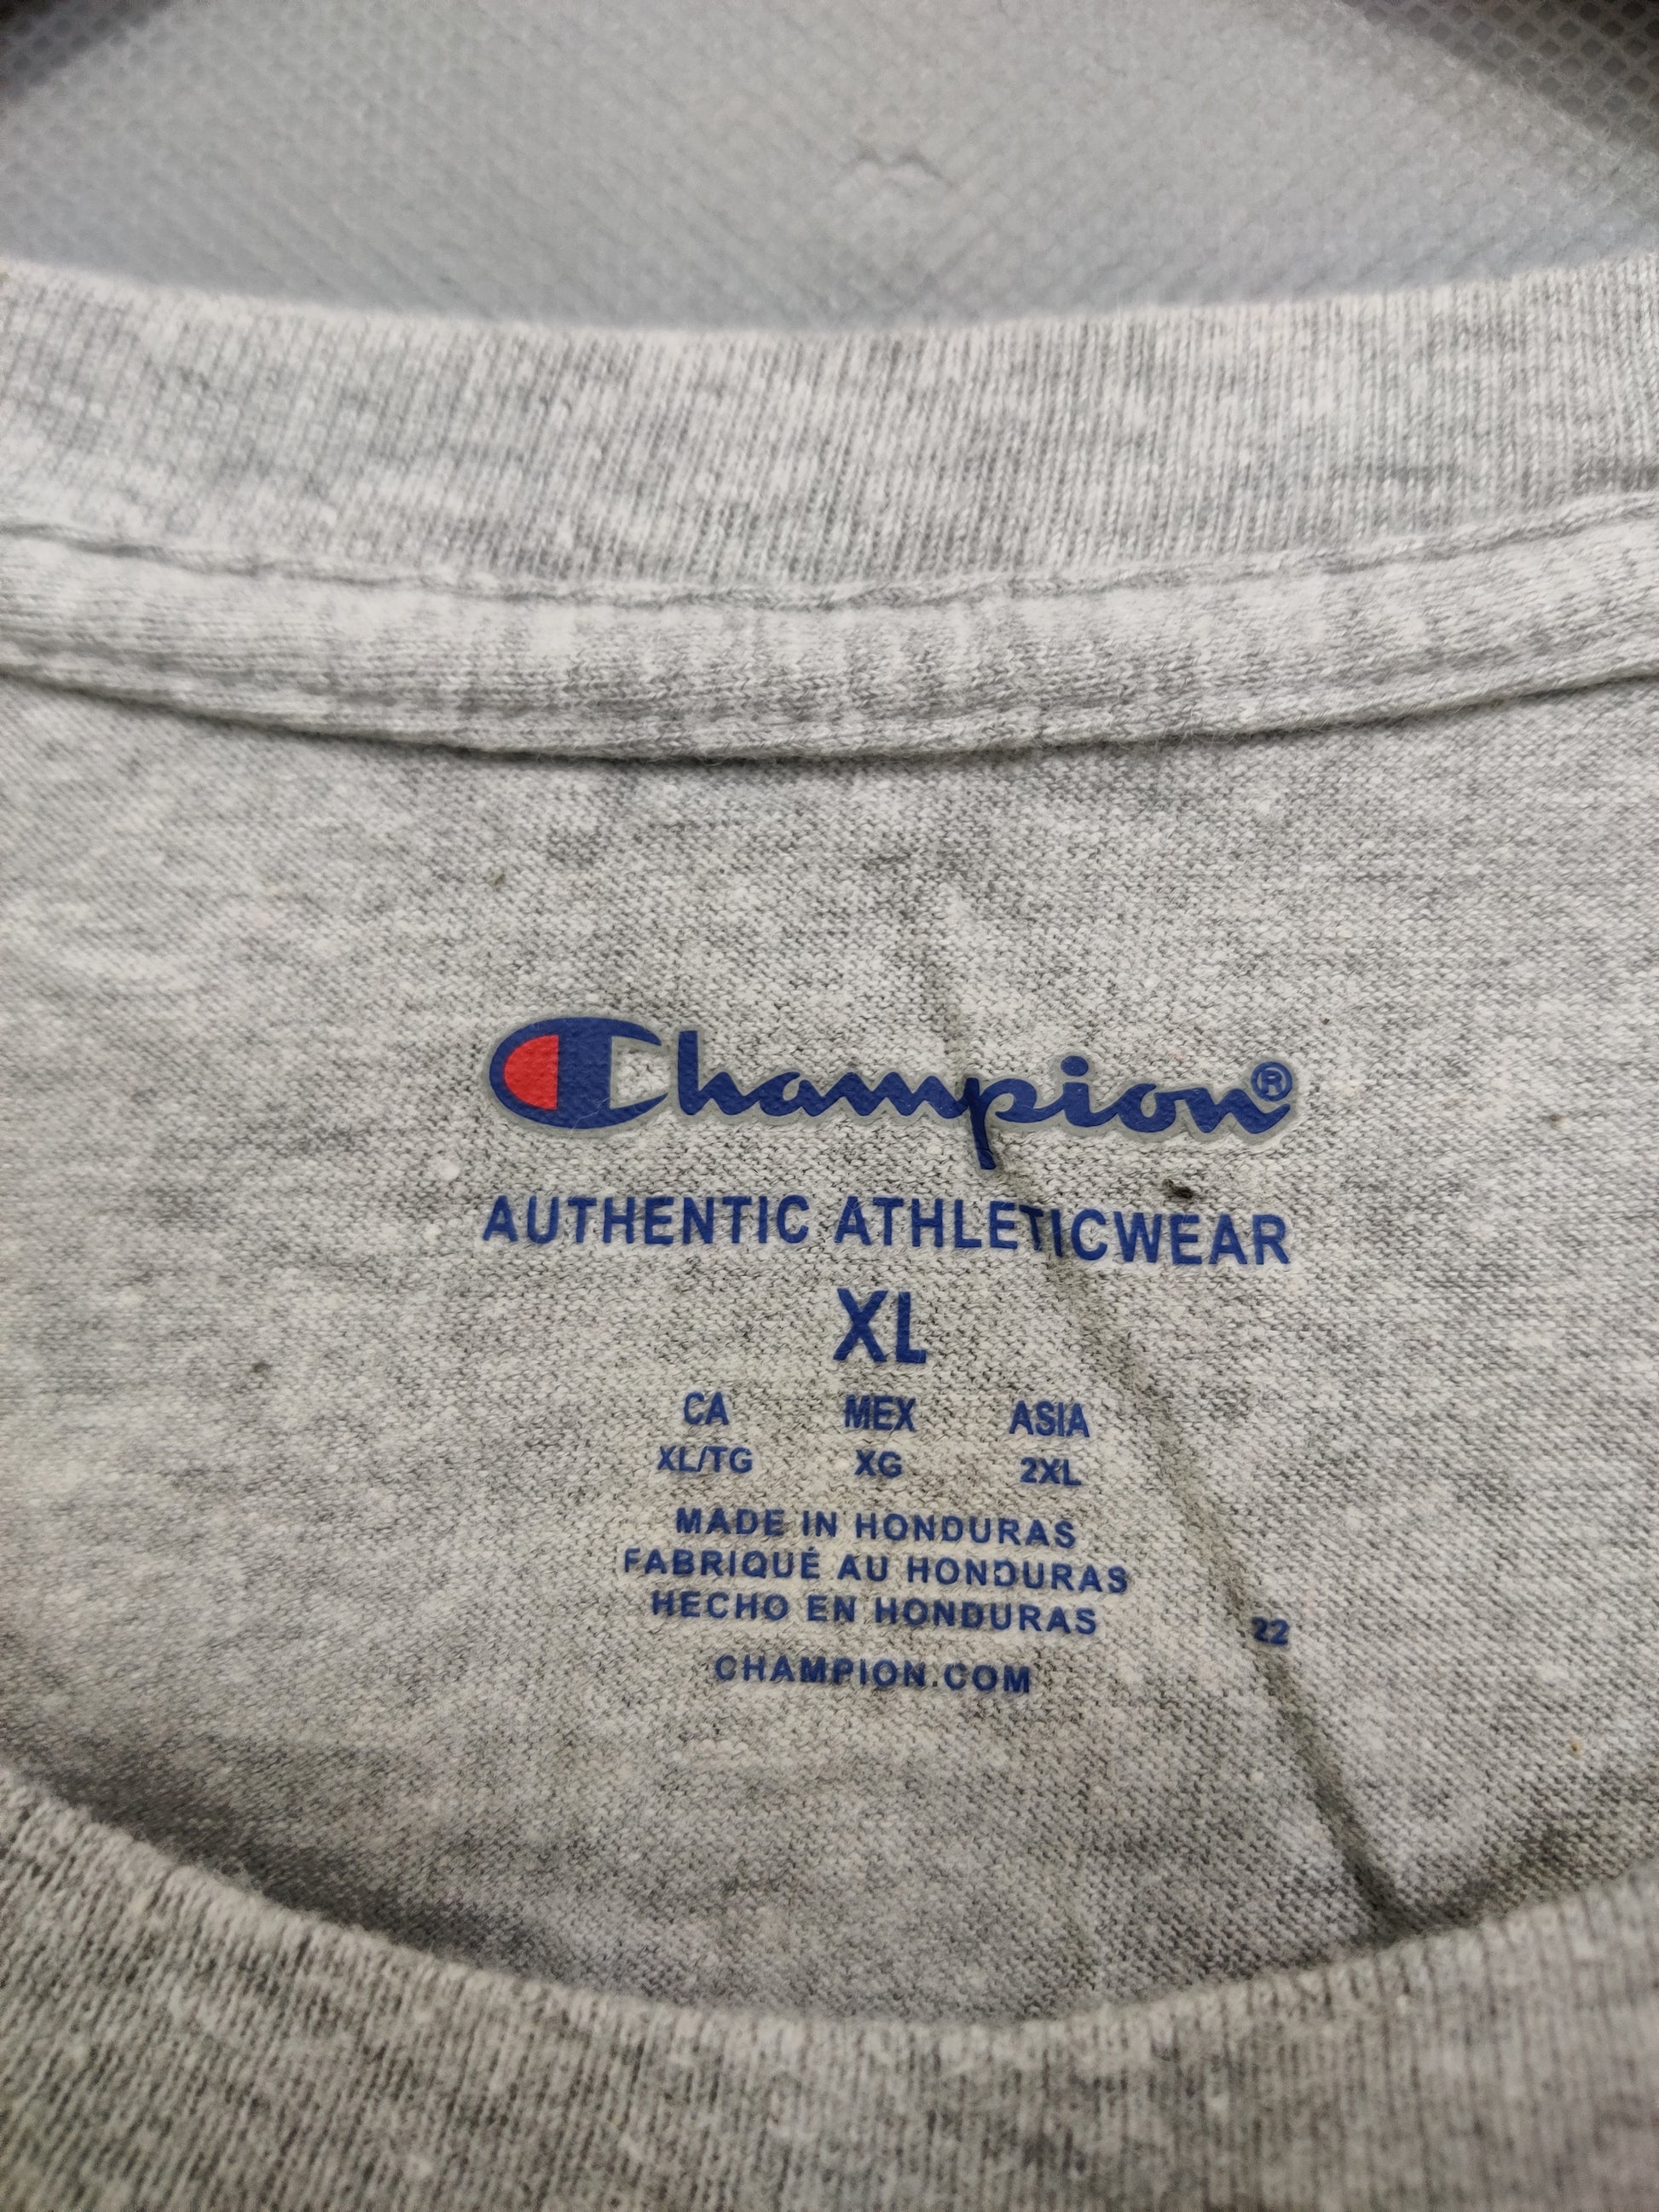 Champion®
AUTHENTIC ATHLETICWEAR
XL
CA MEX ASIA
XL/TG XG 2XL
MADE IN HONDURAS
FABRIQUÉ AU HONDURAS
HECHO EN HONDURAS 22
CHAMPION.COM